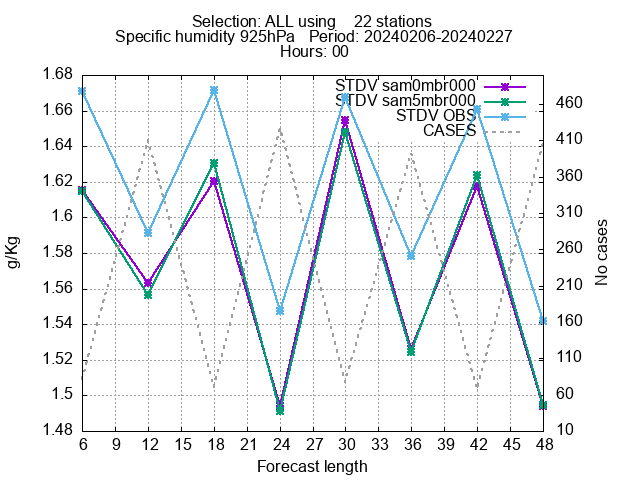 Selection: ALL using    22 stations
Specific humidity 925hPa   Period: 20240206-20240227
Hours: 00
STDV sam0mbr000
STDV sam5mbr000
STDV OBS
CASES
1.68
1.66
1.64
1.62
1.6
1.58
1.56
1.54
1.52
1.5
1.48
g/Kg
460
410
360
310
260
210
160
110
60
10
No cases
6 9 12 15 18 21 24 27 30 33 36 39 42 45 48
Forecast length